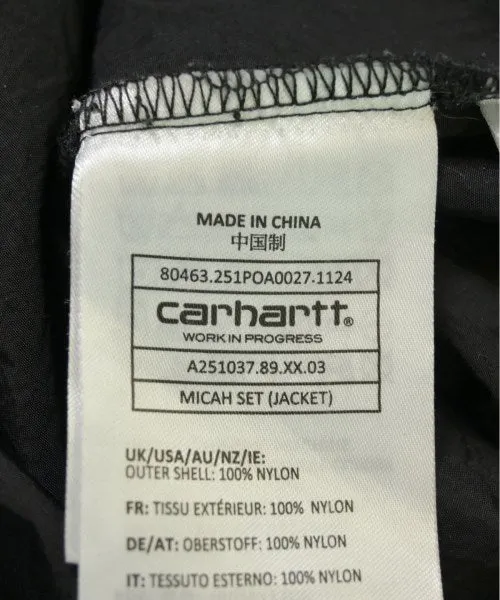 MADE IN CHINA
中国制
80463.251POA0027.1124
carhartt®
WORK IN PROGRESS
A251037.89.XX.03
MICAH SET (JACKET)
UK/USA/AU/NZ/IE:
OUTER SHELL: 100% NYLON
FR: TISSU EXTÉRIEUR: 100% NYLON
DE/AT: OBERSTOFF: 100% NYLON
IT: TESSUTO ESTERNO: 100% NYLON